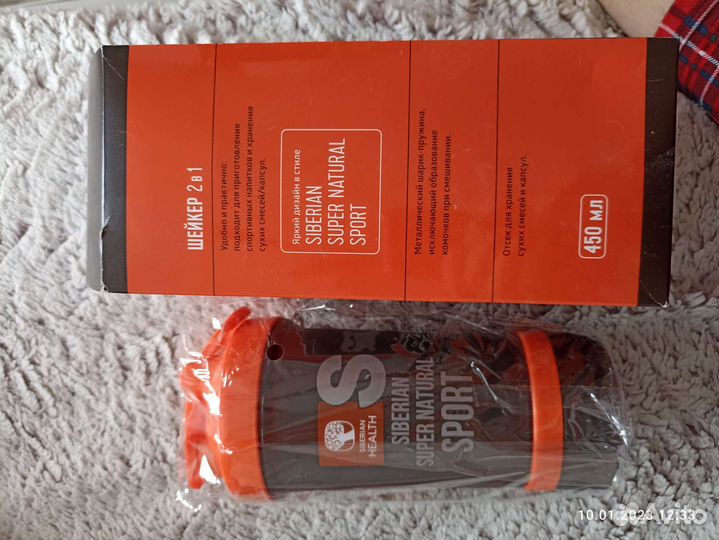 ШЕЙКЕР 2 в 1
Удобно и практично:
подходит для приготовления
спортивных напитков и хранения
сухих смесей/капсул.
Яркий дизайн в стиле
SIBERIAN
SUPER NATURAL
SPORT
Металлический шарик-пружина,
исключающий образование
комочков при смешивании.
Отсек для хранения
сухих смесей и капсул.
450 мл
S
SIBERIAN
HEALTH
SIBERIAN
SUPER NATURAL
SPORT
10.01.2023 12:33
Avito